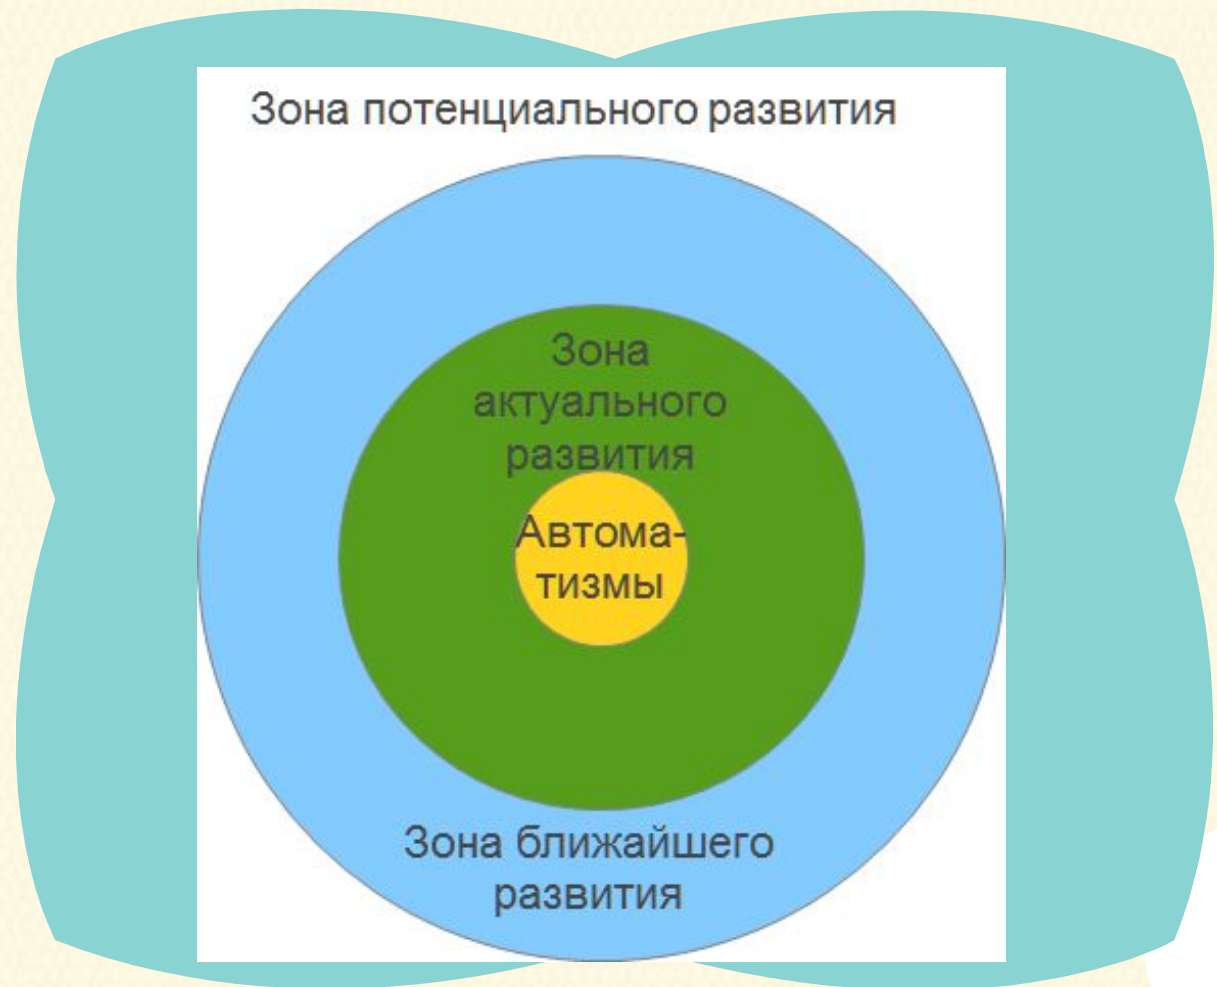 Зона потенциального развития
Зона
актуального
развития
Автома-
тизмы
Зона ближайшего
развития